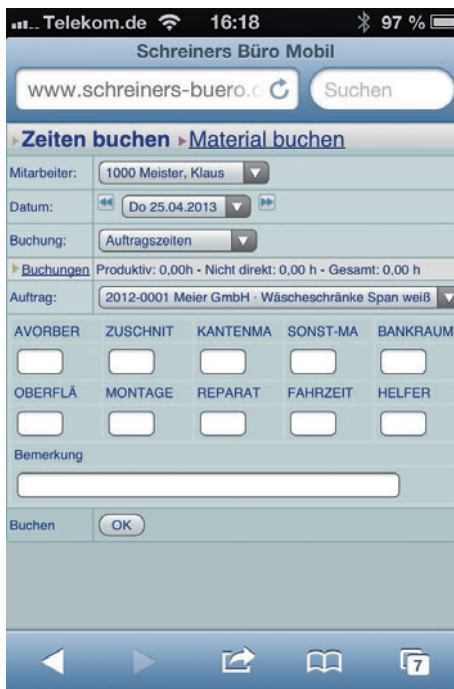 Telekom.de 16:18 97 %
Schreiners Büro Mobil
www.schreiners-buero.d Suchen
Zeiten buchen Material buchen
Mitarbeiter: 1000 Meister, Klaus
Datum: Do 25.04.2013
Buchung: Auftragszeiten
Buchungen Produktiv: 0,00h - Nicht direkt: 0,00 h - Gesamt: 0,00 h
Auftrag: 2012-0001 Meier GmbH · Wäscheschränke Span weiß
AVORBER ZUSCHNIT KANTENMA SONST-MA BANKRAUM
OBERFLÄ MONTAGE REPARAT FAHRZEIT HELFER
Bemerkung
Buchen OK
7